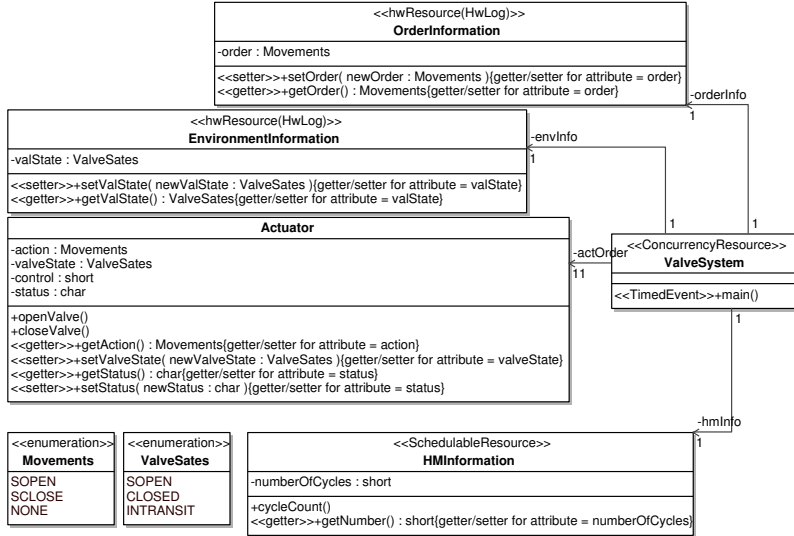 <<hwResource(HwLog)>>
OrderInformation
-order : Movements
<<setter>>+setOrder( newOrder : Movements ){getter/setter for attribute = order}
<<getter>>+getOrder() : Movements{getter/setter for attribute = order}
-orderInfo
1
<<hwResource(HwLog)>>
EnvironmentInformation
-valState : ValveSates
<<setter>>+setValState( newValState : ValveSates ){getter/setter for attribute = valState}
<<getter>>+getValState() : ValveSates{getter/setter for attribute = valState}
-envInfo
1
1
1
Actuator
-action : Movements
-valveState : ValveSates
-control : short
-status : char
+openValve()
+closeValve()
<<getter>>+getAction() : Movements{getter/setter for attribute = action}
<<setter>>+setValveState( newValveState : ValveSates ){getter/setter for attribute = valveState}
<<getter>>+getStatus() : char{getter/setter for attribute = status}
<<setter>>+setStatus( newStatus : char ){getter/setter for attribute = status}
-actOrder
11
<<ConcurrencyResource>>
ValveSystem
<<TimedEvent>>+main()
1
-hmInfo
1
<<enumeration>>
Movements
SOPEN
SCLOSE
NONE
<<enumeration>>
ValveSates
SOPEN
CLOSED
INTRANSIT
<<SchedulableResource>>
HMInformation
-numberOfCycles : short
+cycleCount()
<<getter>>+getNumber() : short{getter/setter for attribute = numberOfCycles}